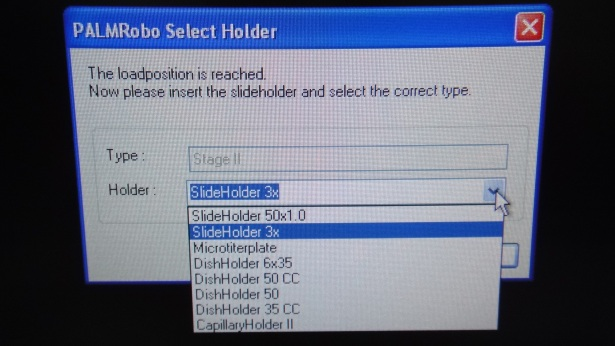 PALMRobo Select Holder
The loadposition is reached.
Now please insert the slideholder and select the correct type.
Type :
Stage II
Holder :
SlideHolder 3x
SlideHolder 50x1.0
SlideHolder 3x
Microtiterplate
DishHolder 6x35
DishHolder 50 CC
DishHolder 50
DishHolder 35 CC
CapillaryHolder II